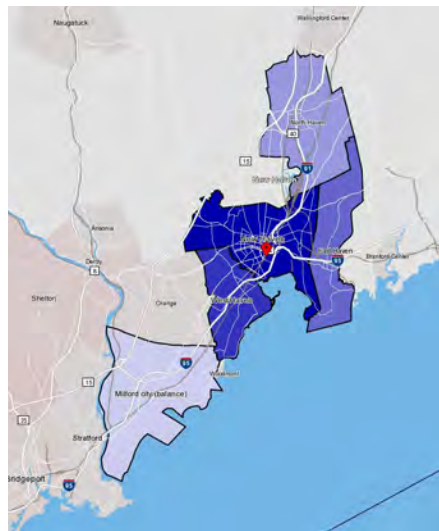 Wallingford Center
Naugatuck
North Haven
40
15
91
New Haven
Ansonia
New Haven
East Haven
Branford Center
Derby
95
8
Shelton
Orange
West Haven
95
Woodmont
15
Milford city (balance)
25
Stratford
Bridgeport
95